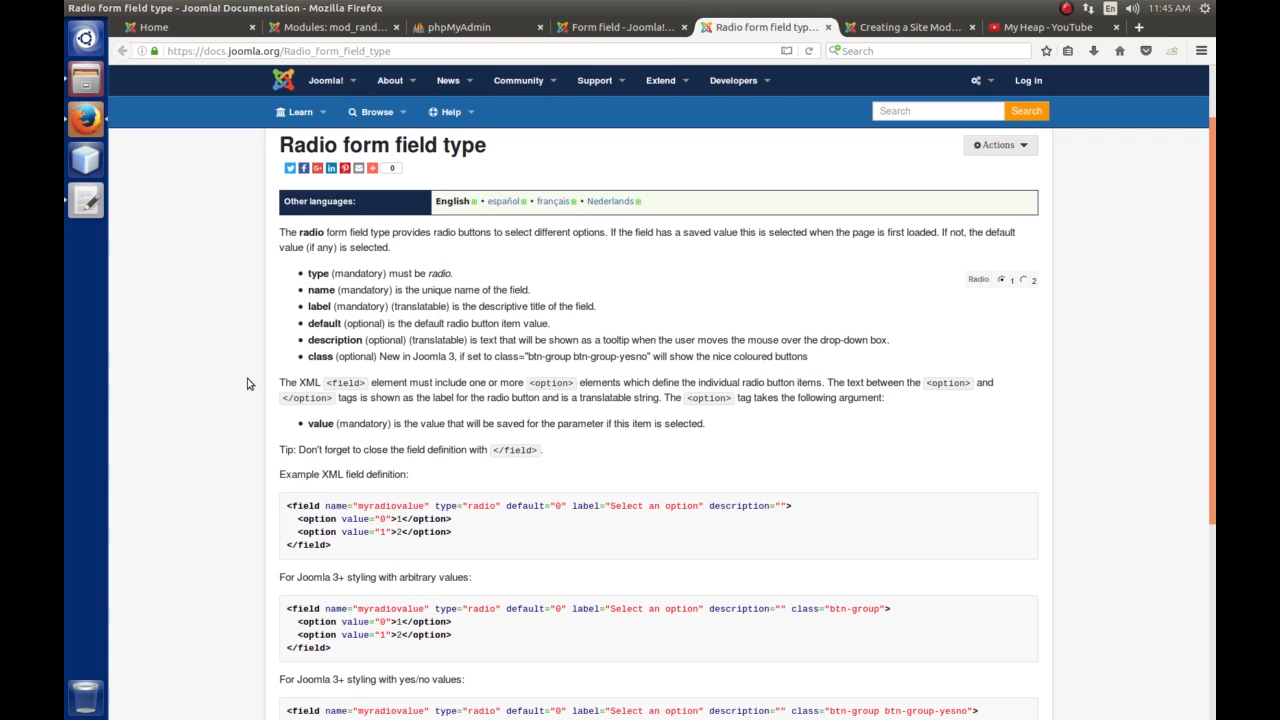 Radio form field type - Joomla! Documentation - Mozilla Firefox
En 11:45 AM
Home
Modules: mod_rand...
phpMyAdmin
Form field - Joomla!...
Radio form field typ...
Creating a Site Mod...
My Heap - YouTube
https://docs.joomla.org/Radio_form_field_type
Search
Joomla! About News Community Support Extend Developers Log in
Learn Browse Help Search Search
Radio form field type
Actions
0
Other languages: English • español • français • Nederlands
The radio form field type provides radio buttons to select different options. If the field has a saved value this is selected when the page is first loaded. If not, the default
value (if any) is selected.
• type (mandatory) must be radio.
Radio 1 2
• name (mandatory) is the unique name of the field.
• label (mandatory) (translatable) is the descriptive title of the field.
• default (optional) is the default radio button item value.
• description (optional) (translatable) is text that will be shown as a tooltip when the user moves the mouse over the drop-down box.
• class (optional) New in Joomla 3, if set to class="btn-group btn-group-yesno" will show the nice coloured buttons
The XML <field> element must include one or more <option> elements which define the individual radio button items. The text between the <option> and
</option> tags is shown as the label for the radio button and is a translatable string. The <option> tag takes the following argument:
• value (mandatory) is the value that will be saved for the parameter if this item is selected.
Tip: Don't forget to close the field definition with </field>.
Example XML field definition:
<field name="myradiovalue" type="radio" default="0" label="Select an option" description="">
<option value="0">1</option>
<option value="1">2</option>
</field>
For Joomla 3+ styling with arbitrary values:
<field name="myradiovalue" type="radio" default="0" label="Select an option" description="" class="btn-group">
<option value="0">1</option>
<option value="1">2</option>
</field>
For Joomla 3+ styling with yes/no values:
<field name="myradiovalue" type="radio" default="0" label="Select an option" description="" class="btn-group btn-group-yesno">